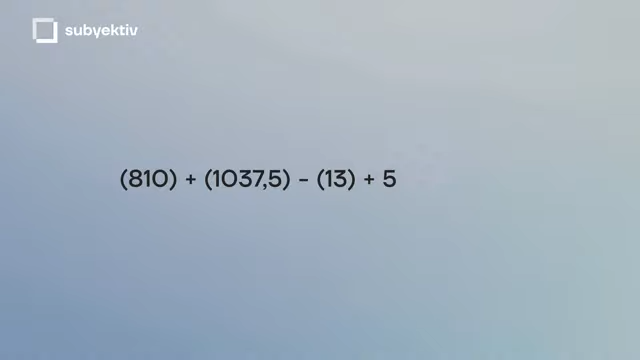 subyektiv
(810) + (1037,5) - (13) + 5